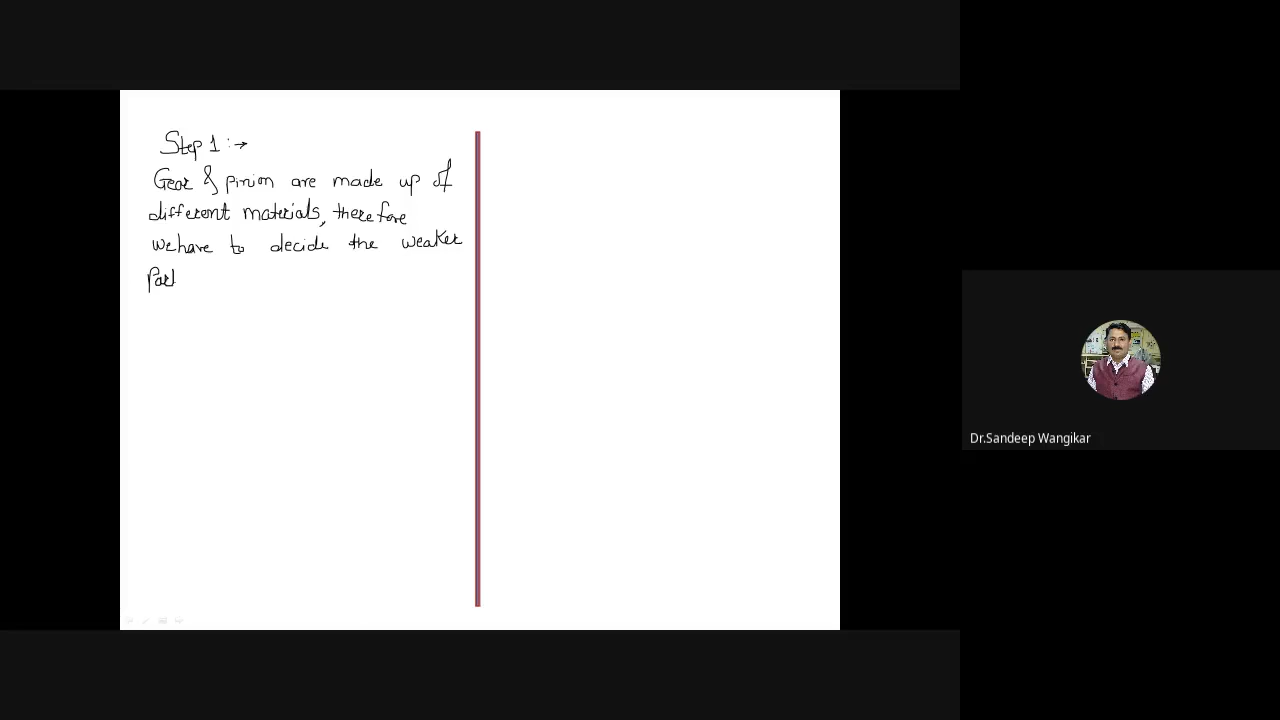 Step 1 :→
Gear & pinion are made up of
different materials, therefore
we have to decide the weaker
Part
Dr.Sandeep Wangikar